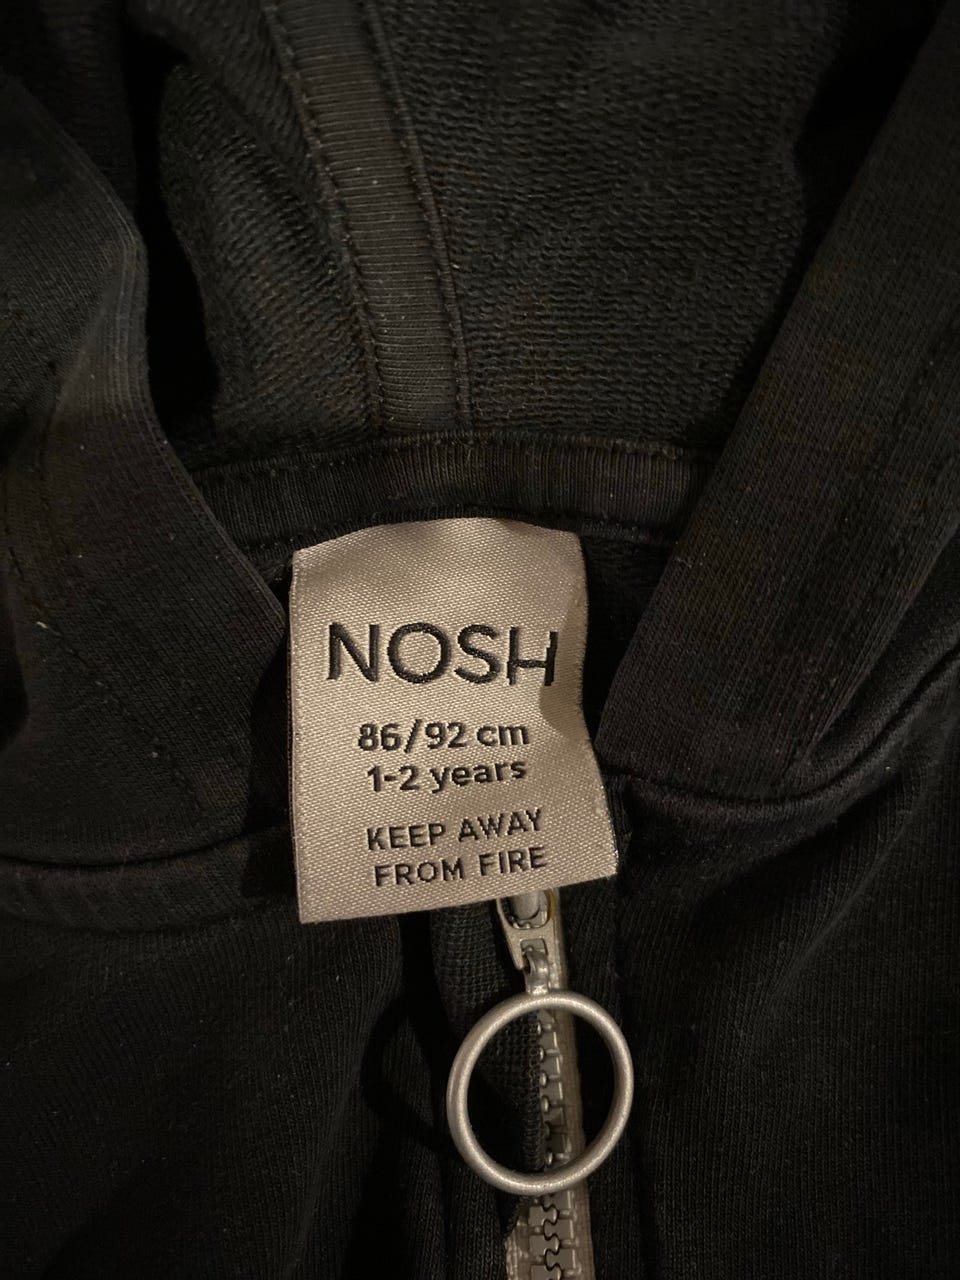 NOSH
86/92 cm
1-2 years
KEEP AWAY
FROM FIRE